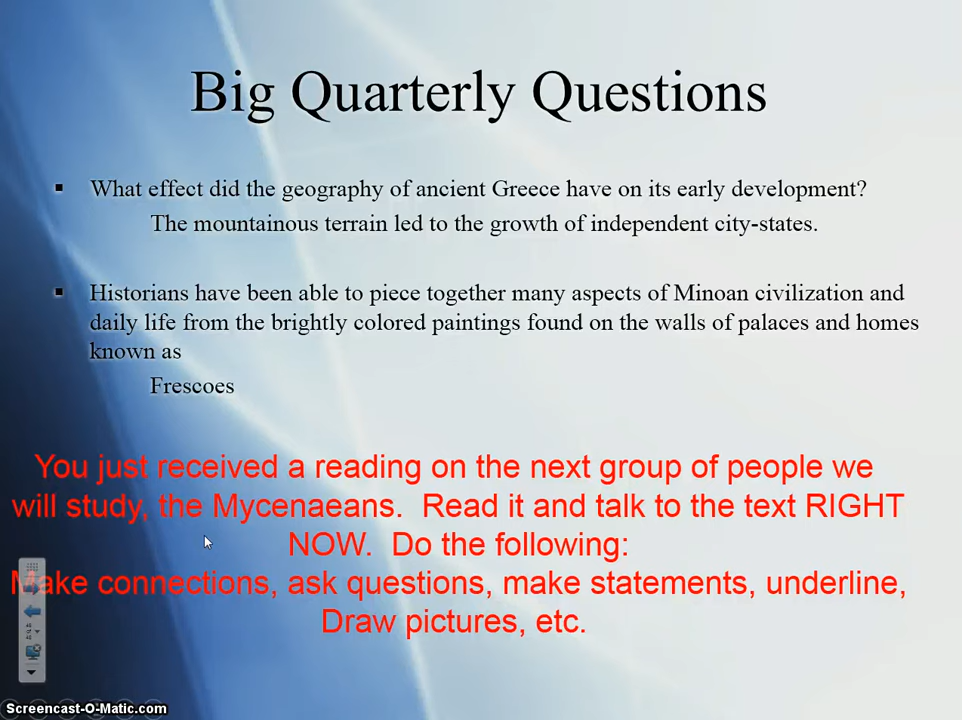 Big Quarterly Questions
▪ What effect did the geography of ancient Greece have on its early development?
The mountainous terrain led to the growth of independent city-states.
▪ Historians have been able to piece together many aspects of Minoan civilization and
daily life from the brightly colored paintings found on the walls of palaces and homes
known as
Frescoes
You just received a reading on the next group of people we
will study, the Mycenaeans. Read it and talk to the text RIGHT
NOW. Do the following:
Make connections, ask questions, make statements, underline,
Draw pictures, etc.
Screencast-O-Matic.com